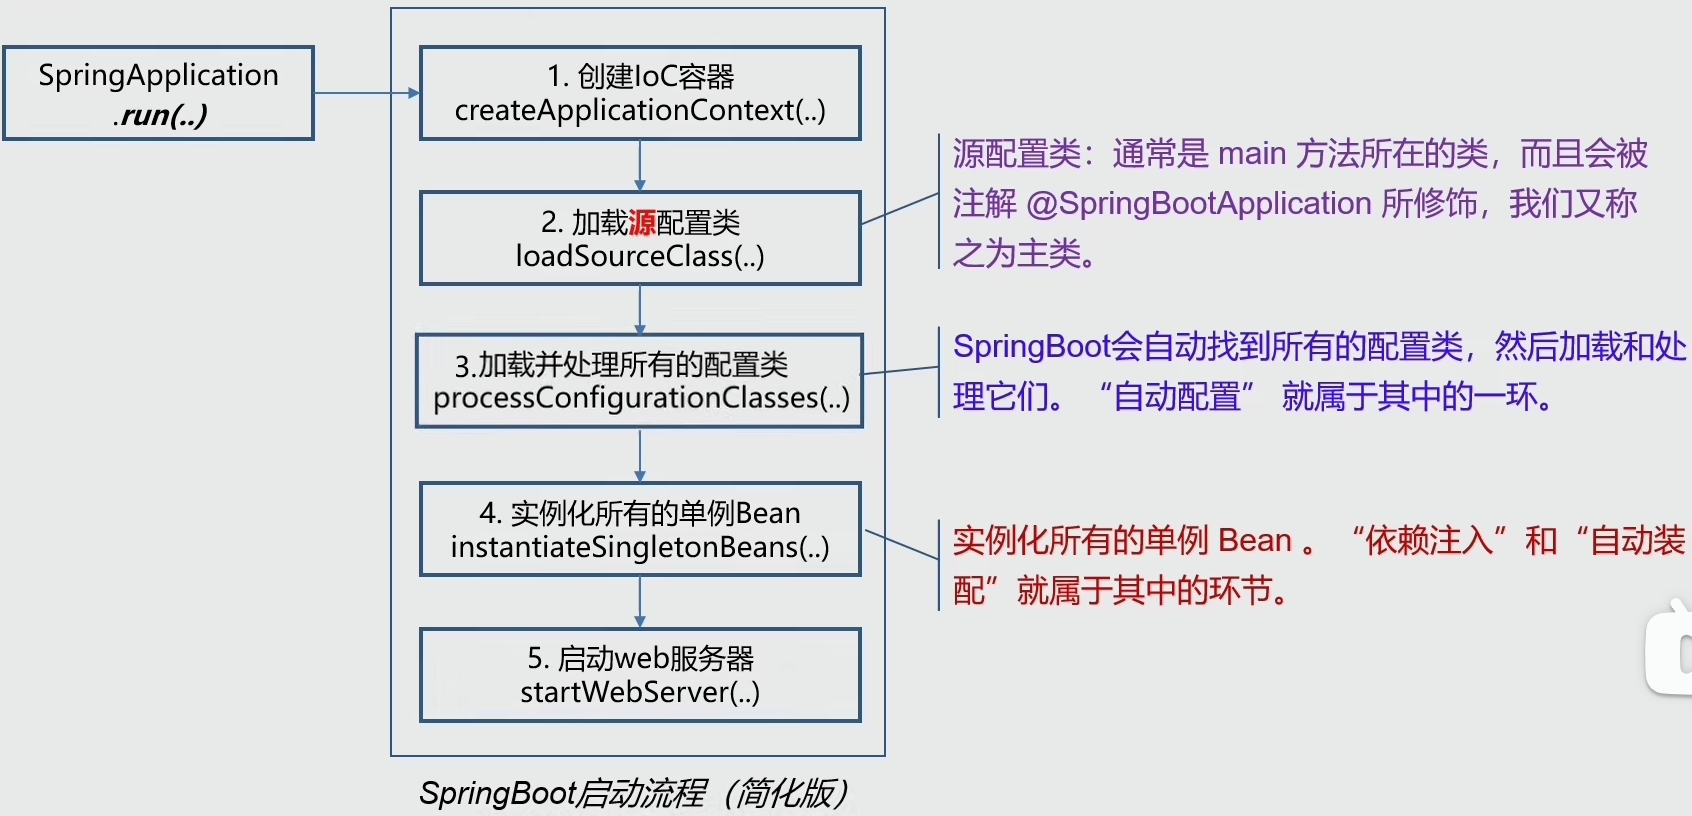 SpringApplication
.run(..)
1. 创建IoC容器
createApplicationContext(..)
2. 加载源配置类
loadSourceClass(..)
源配置类：通常是 main 方法所在的类，而且会被
注解 @SpringBootApplication 所修饰，我们又称
之为主类。
3.加载并处理所有的配置类
processConfigurationClasses(..)
SpringBoot会自动找到所有的配置类，然后加载和处
理它们。“自动配置” 就属于其中的一环。
4. 实例化所有的单例Bean
instantiateSingletonBeans(..)
实例化所有的单例 Bean 。“依赖注入”和“自动装
配”就属于其中的环节。
5. 启动web服务器
startWebServer(..)
SpringBoot启动流程（简化版）